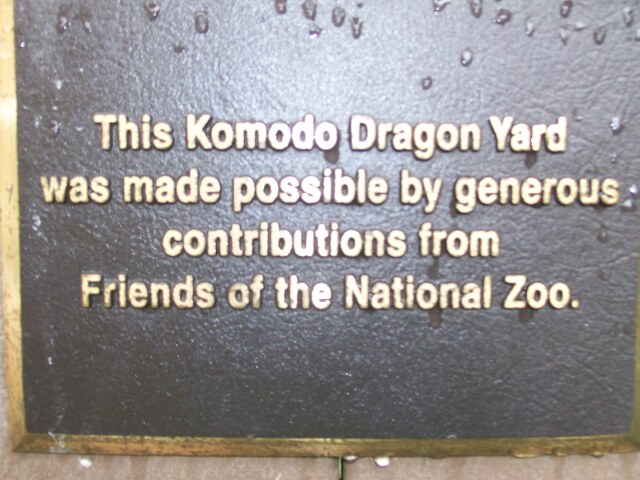 This Komodo Dragon Yard
was made possible by generous
contributions from
Friends of the National Zoo.